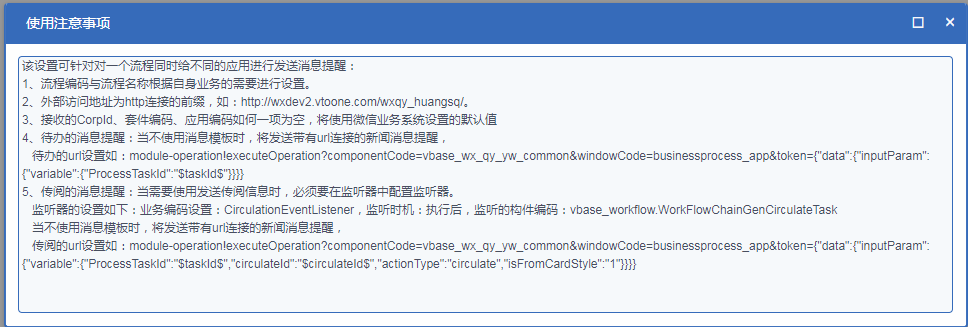 使用注意事项
该设置可针对对一个流程同时给不同的应用进行发送消息提醒：
1、流程编码与流程名称根据自身业务的需要进行设置。
2、外部访问地址为http连接的前缀，如：http://wxdev2.vtoone.com/wxqy_huangsq/。
3、接收的CorpId、套件编码、应用编码如何一项为空，将使用微信业务系统设置的默认值
4、待办的消息提醒：当不使用消息模板时，将发送带有url连接的新闻消息提醒，
待办的url设置如：module-operation!executeOperation?componentCode=vbase_wx_qy_yw_common&windowCode=businessprocess_app&token={"data":{"inputParam":
{"variable":{"ProcessTaskId":"$taskId$"}}}}
5、传阅的消息提醒：当需要使用发送传阅信息时，必须要在监听器中配置监听器。
监听器的设置如下：业务编码设置：CirculationEventListener，监听时机：执行后，监听的构件编码：vbase_workflow.WorkFlowChainGenCirculateTask
当不使用消息模板时，将发送带有url连接的新闻消息提醒，
传阅的url设置如：module-operation!executeOperation?componentCode=vbase_wx_qy_yw_common&windowCode=businessprocess_app&token={"data":{"inputParam":
{"variable":{"ProcessTaskId":"$taskId$","circulateId":"$circulateId$","actionType":"circulate","isFromCardStyle":"1"}}}}